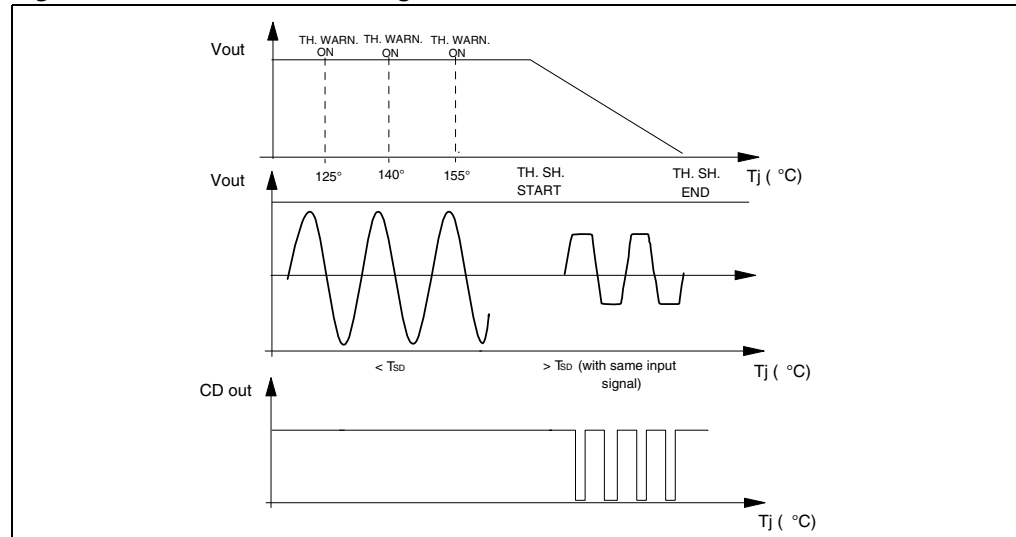 Vout
TH. WARN. TH. WARN. TH. WARN.
ON ON ON
125° 140° 155° TH. SH. TH. SH. Tj ( °C)
START END
Vout
< TSD > TSD (with same input Tj ( °C)
signal)
CD out
Tj ( °C)